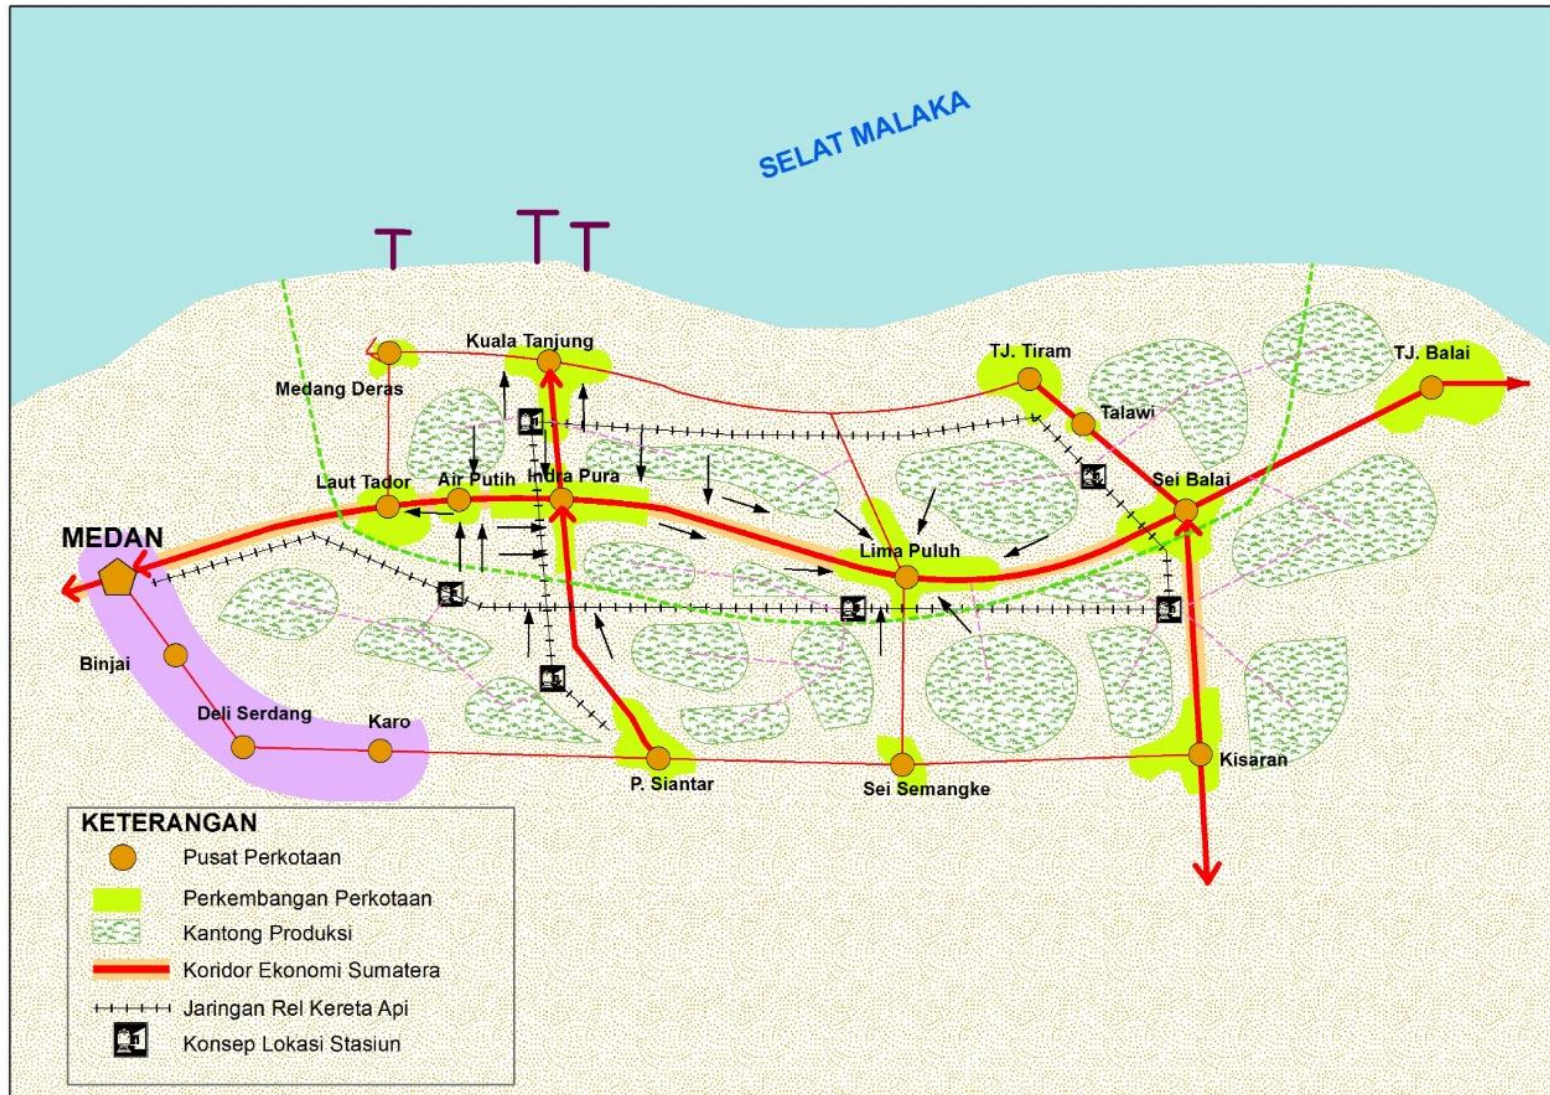 SELAT MALAKA
Kuala Tanjung
TJ. Tiram
TJ. Balai
Medang Deras
Talawi
Laut Tador
Air Putih
Indra Pura
Sei Balai
MEDAN
Lima Puluh
Binjai
Deli Serdang
Karo
P. Siantar
Sei Semangke
Kisaran
KETERANGAN
Pusat Perkotaan
Perkembangan Perkotaan
Kantong Produksi
Koridor Ekonomi Sumatera
Jaringan Rel Kereta Api
Konsep Lokasi Stasiun